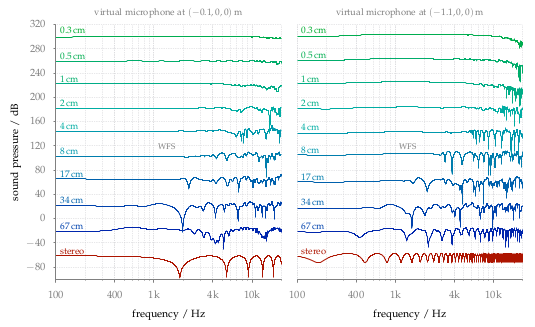 virtual microphone at (−0.1,0,0) m
virtual microphone at (−1.1,0,0) m
sound pressure / dB
320
280
240
200
160
120
80
40
0
−40
−80
0.3 cm
0.5 cm
1 cm
2 cm
4 cm
WFS
8 cm
17 cm
34 cm
67 cm
stereo
100
400
1k
4k
10k
frequency / Hz
0.3 cm
0.5 cm
1 cm
2 cm
4 cm
WFS
8 cm
17 cm
34 cm
67 cm
stereo
100
400
1k
4k
10k
frequency / Hz